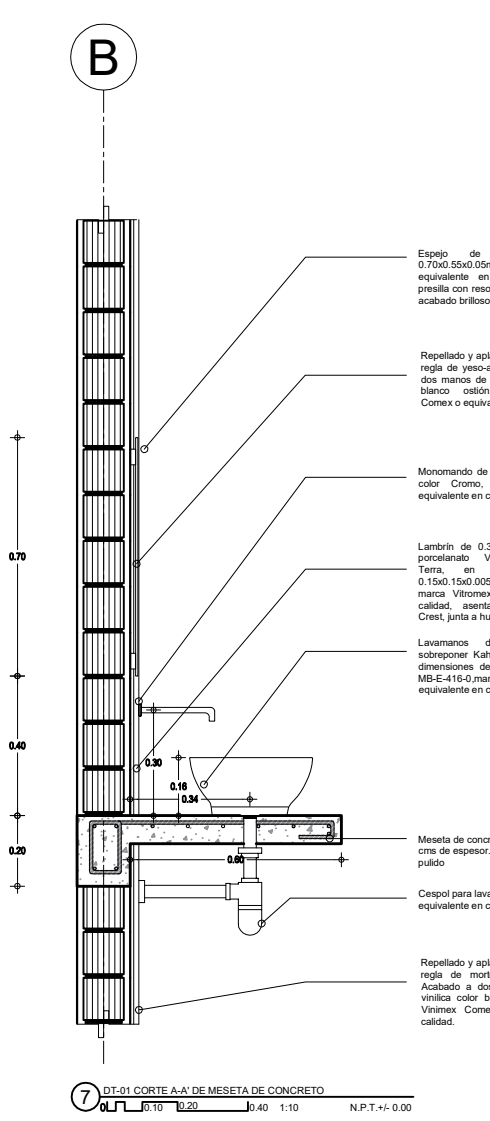 B
Espejo de
0.70x0.55x0.05m
equivalente en
presilla con reso
acabado brilloso
Repellado y apla
regla de yeso-a
dos manos de
blanco ostión
Comex o equiva
0.70
Monomando de
color Cromo,
equivalente en c
Lambrín de 0.3
porcelanato V
Terra, en
0.15x0.15x0.005
marca Vitromex
calidad, asenta
Crest, junta a hu
Lavamanos d
sobreponer Kah
dimensiones de
MB-E-416-0,mar
equivalente en c
0.40
0.30
0.16
0.34
0.20
0.60
Meseta de concr
cms de espesor.
pulido
Cespol para lava
equivalente en c
Repellado y apla
regla de morte
Acabado a dos
vinilica color b
Vinimex Come
calidad.
7 DT-01 CORTE A-A' DE MESETA DE CONCRETO
0 0.10 0.20 0.40 1:10 N.P.T.+/- 0.00